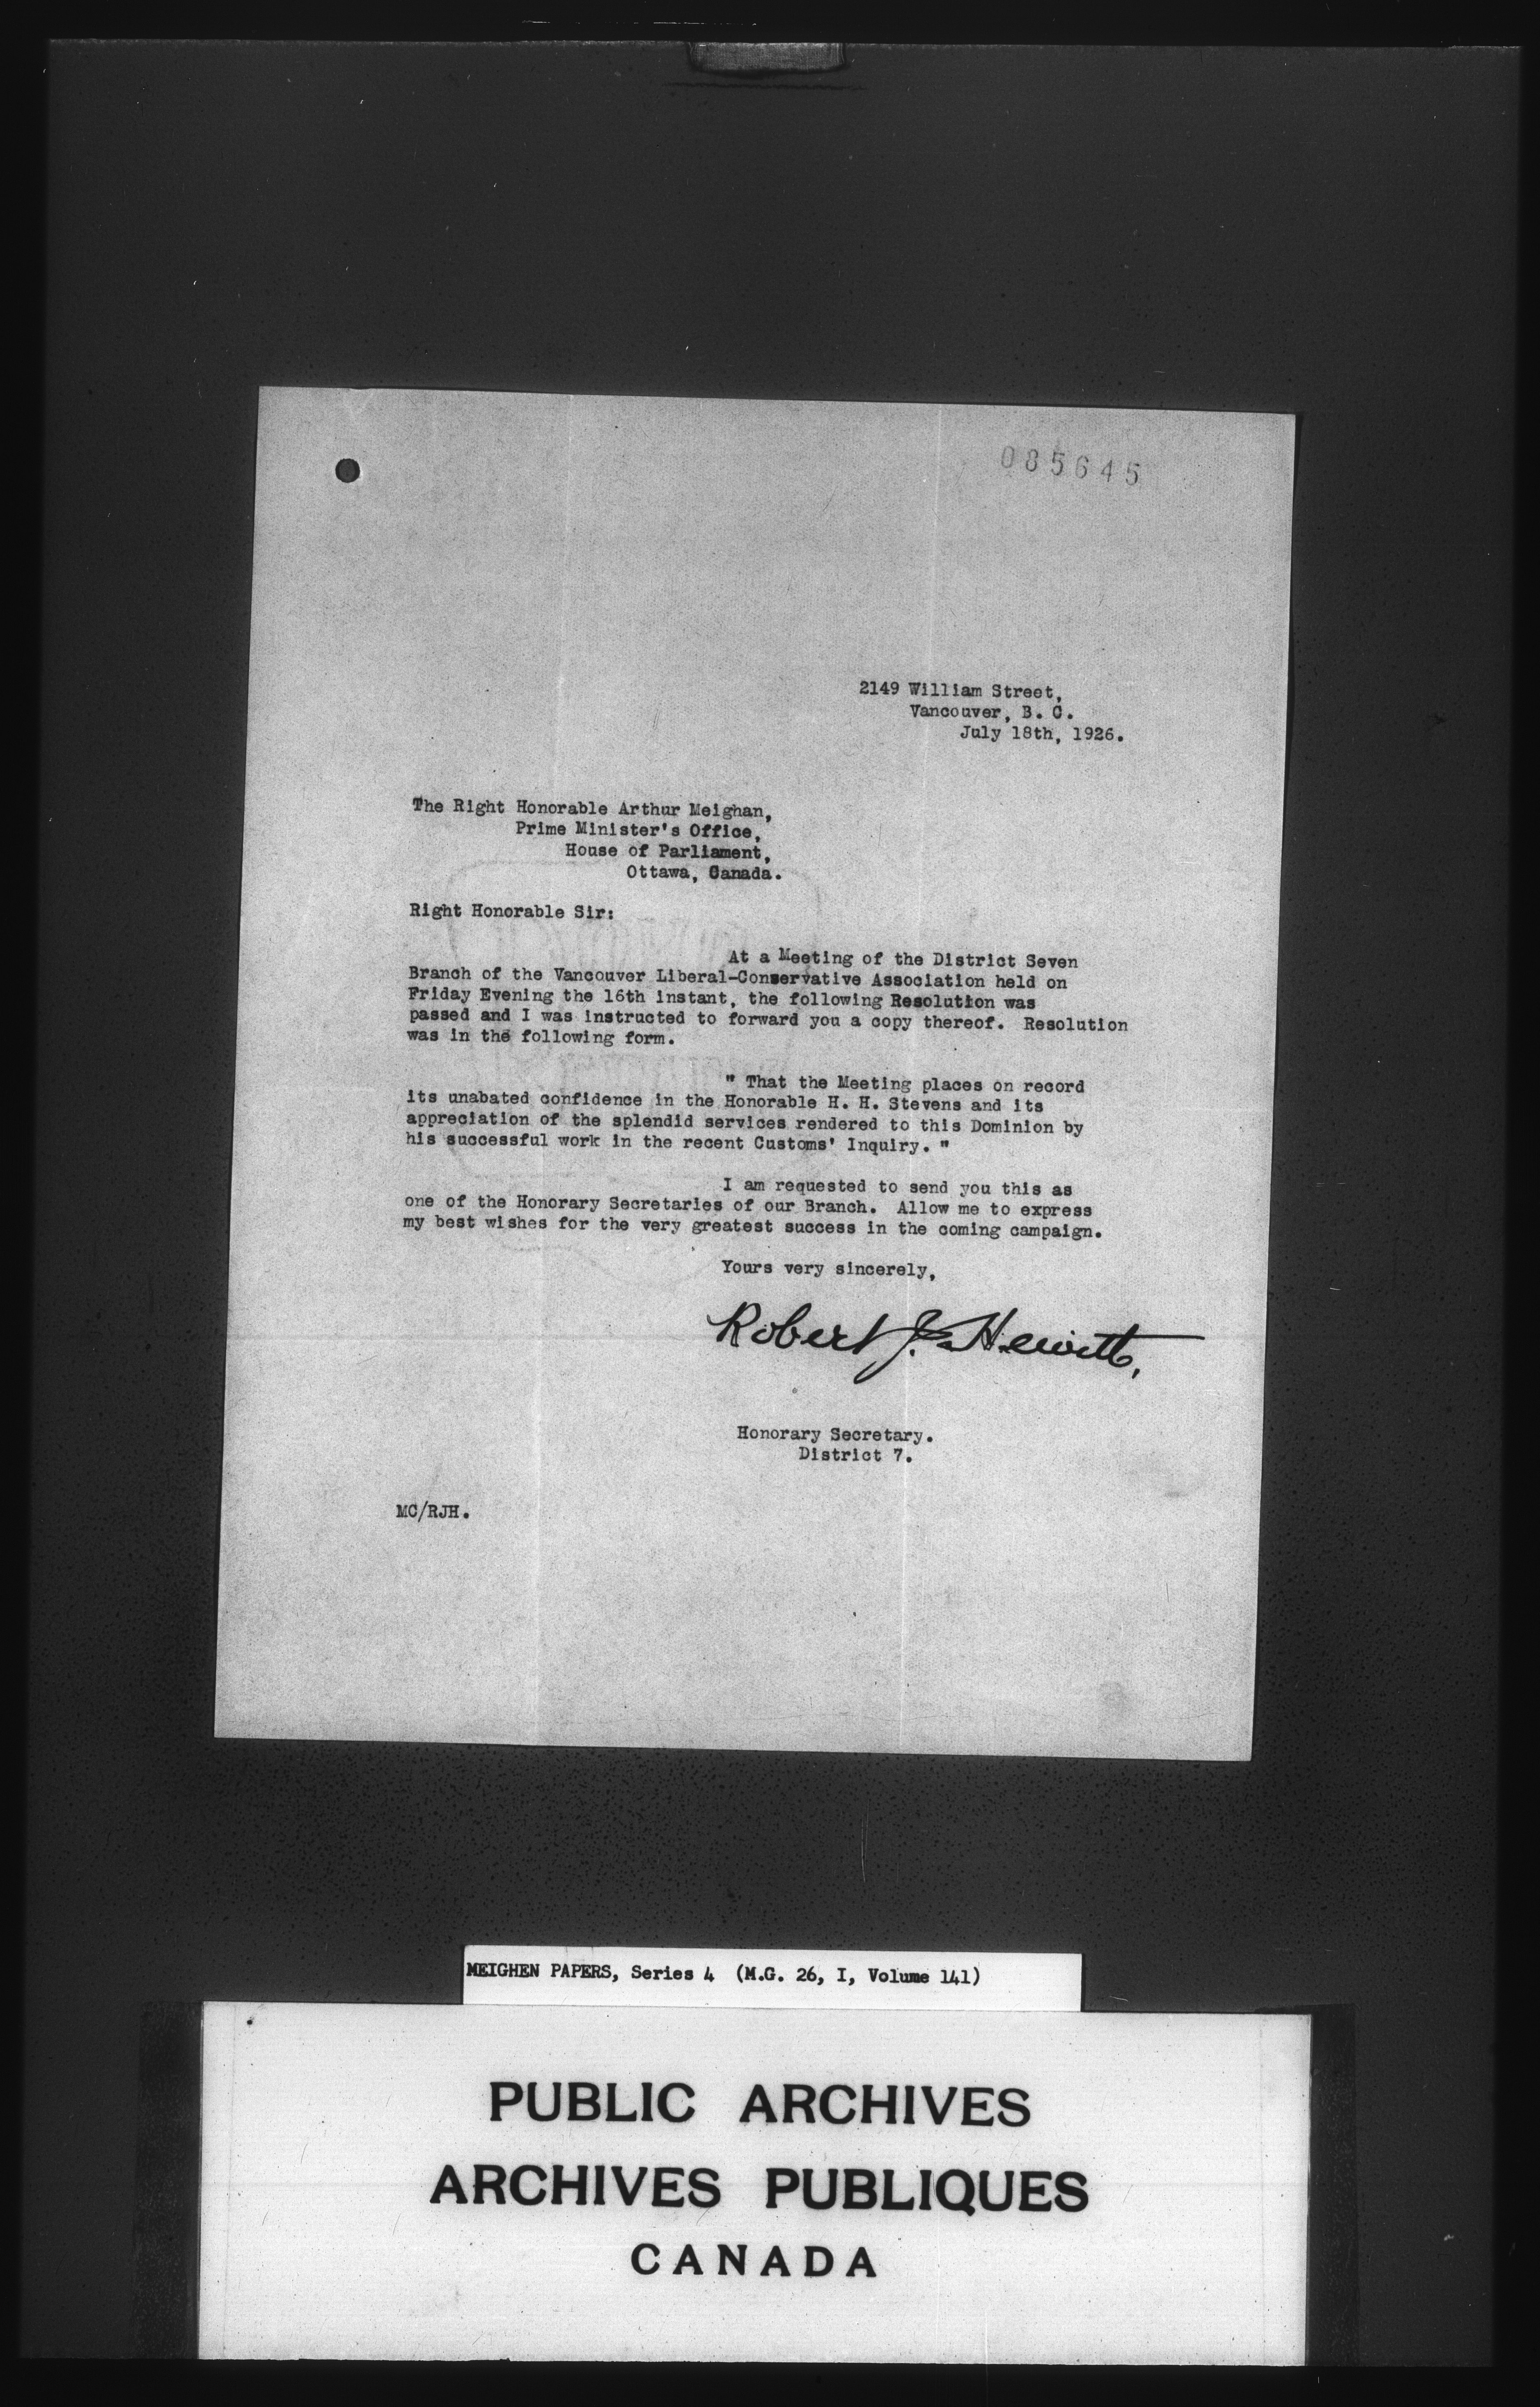 085645
2149 William Street,
Vancouver, B. C.
July 18th, 1926.
The Right Honorable Arthur Meighan,
Prime Minister's Office,
House of Parliament,
Ottawa, Canada.
Right Honorable Sir:
At a Meeting of the District Seven
Branch of the Vancouver Liberal-Conservative Association held on
Friday Evening the 16th instant, the following Resolution was
passed and I was instructed to forward you a copy thereof. Resolution
was in the following form.
" That the Meeting places on record
its unabated confidence in the Honorable H. H. Stevens and its
appreciation of the splendid services rendered to this Dominion by
his successful work in the recent Customs' Inquiry. "
I am requested to send you this as
one of the Honorary Secretaries of our Branch. Allow me to express
my best wishes for the very greatest success in the coming campaign.
Yours very sincerely,
Robert J. Hewitt,
Honorary Secretary.
District 7.
MC/RJH.
MEIGHEN PAPERS, Series 4 (M.G. 26, I, Volume 141)
PUBLIC ARCHIVES
ARCHIVES PUBLIQUES
CANADA